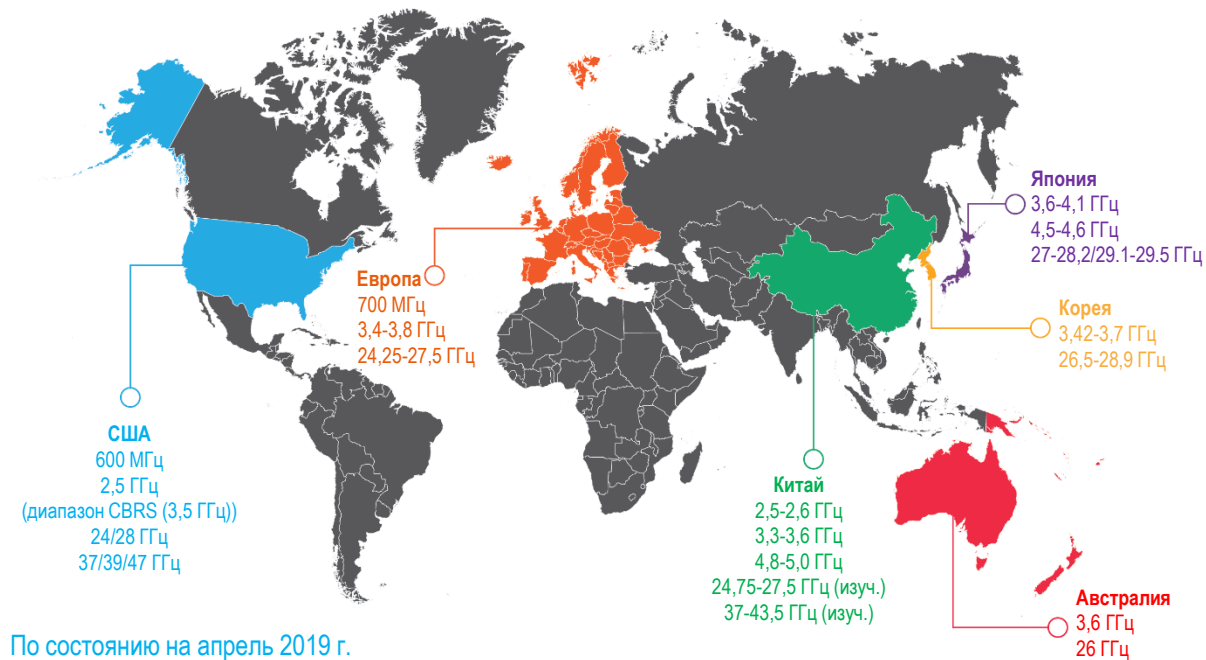 Япония
3,6-4,1 ГГц
4,5-4,6 ГГц
27-28,2/29.1-29.5 ГГц
Европа
700 МГц
3,4-3,8 ГГц
24,25-27,5 ГГц
Корея
3,42-3,7 ГГц
26,5-28,9 ГГц
США
600 МГц
2,5 ГГц
(диапазон CBRS (3,5 ГГц))
24/28 ГГц
37/39/47 ГГц
Китай
2,5-2,6 ГГц
3,3-3,6 ГГц
4,8-5,0 ГГц
24,75-27,5 ГГц (изуч.)
37-43,5 ГГц (изуч.)
Австралия
3,6 ГГц
26 ГГц
По состоянию на апрель 2019 г.